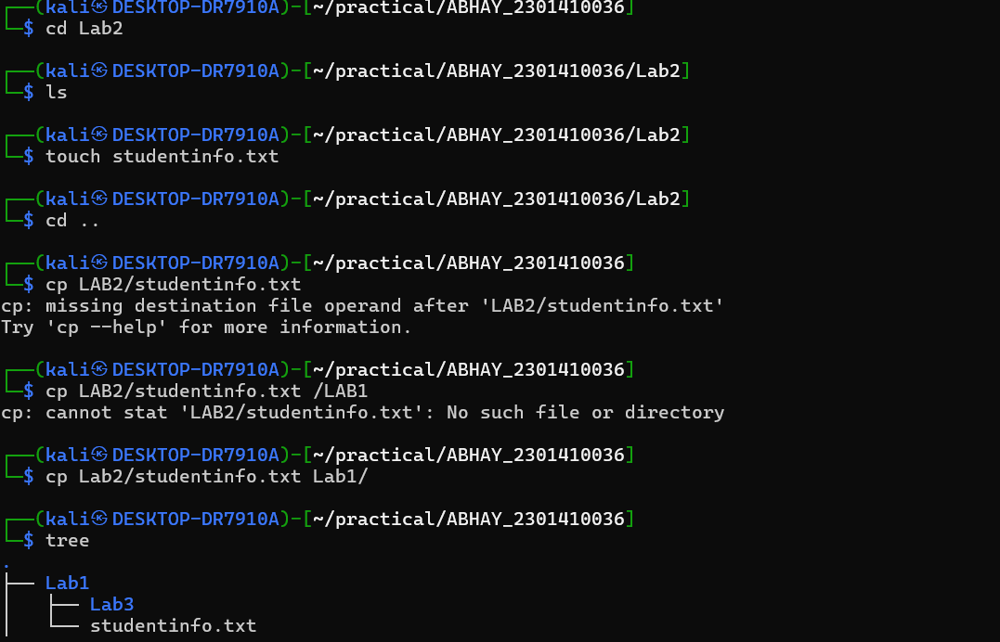 ┌──(kali㉿DESKTOP-DR7910A)-[~/practical/ABHAY_2301410036]
└─$ cd Lab2
┌──(kali㉿DESKTOP-DR7910A)-[~/practical/ABHAY_2301410036/Lab2]
└─$ ls
┌──(kali㉿DESKTOP-DR7910A)-[~/practical/ABHAY_2301410036/Lab2]
└─$ touch studentinfo.txt
┌──(kali㉿DESKTOP-DR7910A)-[~/practical/ABHAY_2301410036/Lab2]
└─$ cd ..
┌──(kali㉿DESKTOP-DR7910A)-[~/practical/ABHAY_2301410036]
└─$ cp LAB2/studentinfo.txt
cp: missing destination file operand after 'LAB2/studentinfo.txt'
Try 'cp --help' for more information.
┌──(kali㉿DESKTOP-DR7910A)-[~/practical/ABHAY_2301410036]
└─$ cp LAB2/studentinfo.txt /LAB1
cp: cannot stat 'LAB2/studentinfo.txt': No such file or directory
┌──(kali㉿DESKTOP-DR7910A)-[~/practical/ABHAY_2301410036]
└─$ cp Lab2/studentinfo.txt Lab1/
┌──(kali㉿DESKTOP-DR7910A)-[~/practical/ABHAY_2301410036]
└─$ tree
.
├── Lab1
│   ├── Lab3
│   └── studentinfo.txt